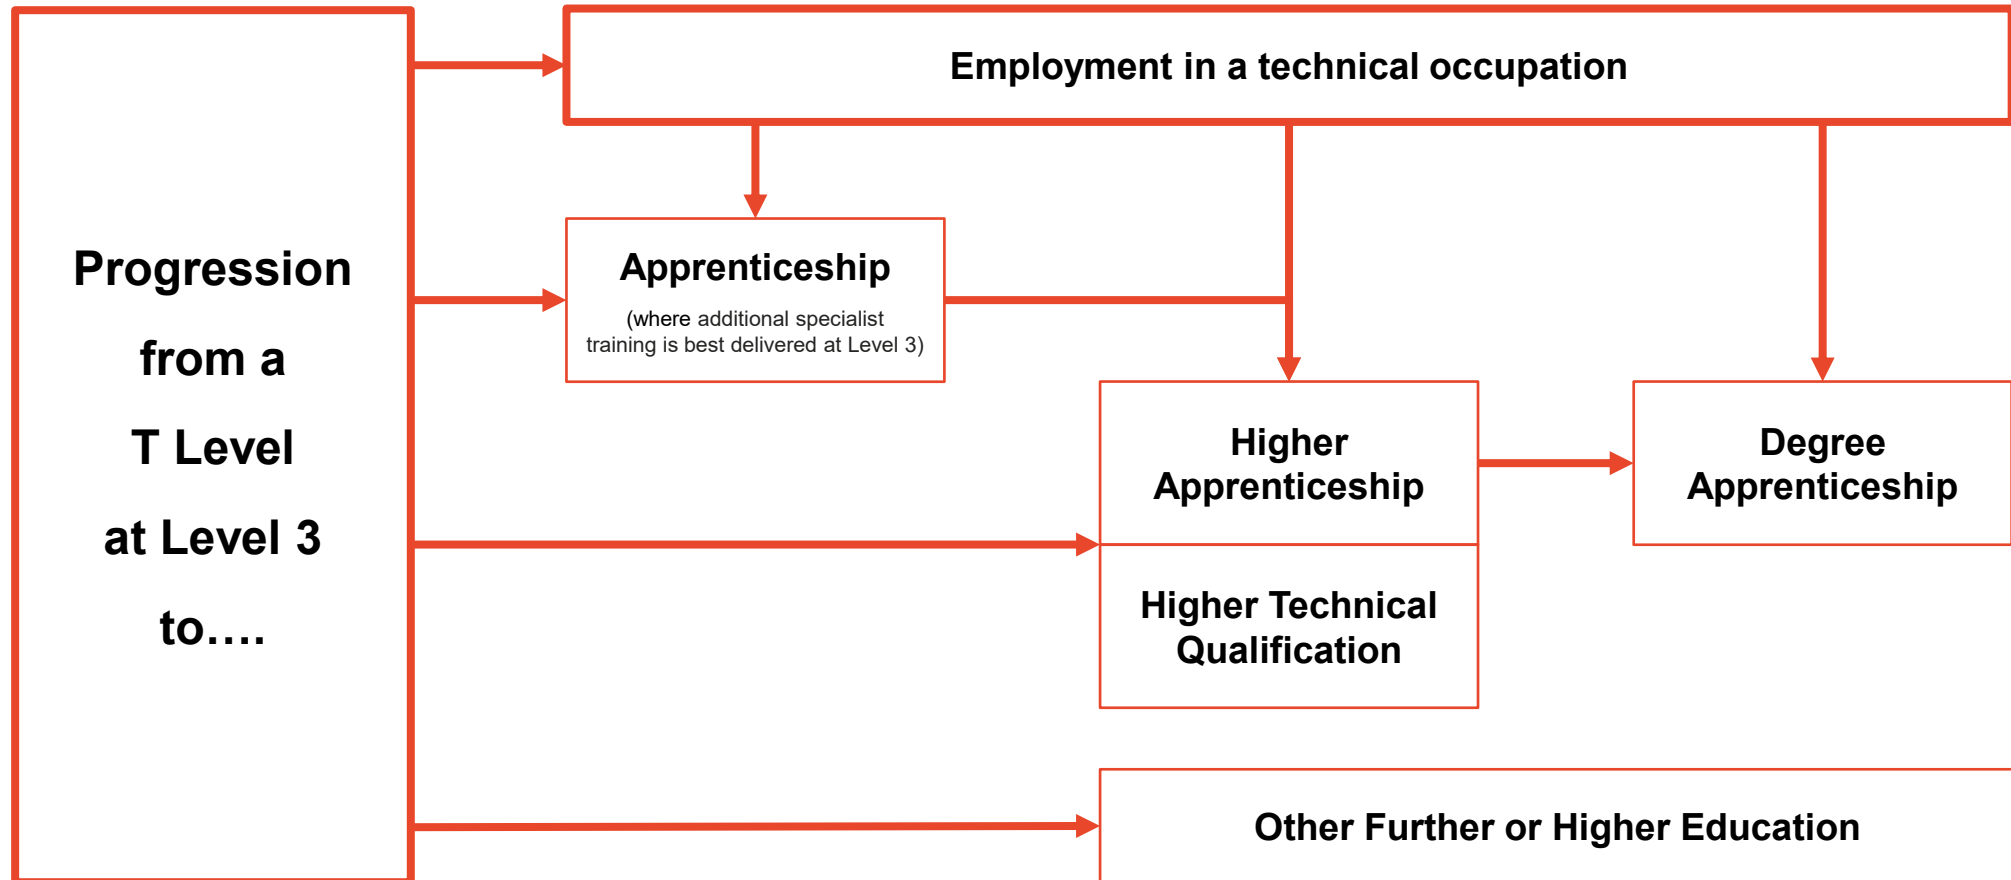 Progression
from a
T Level
at Level 3
to....
Employment in a technical occupation
Apprenticeship
(where additional specialist
training is best delivered at Level 3)
Higher
Apprenticeship
Degree
Apprenticeship
Higher Technical
Qualification
Other Further or Higher Education